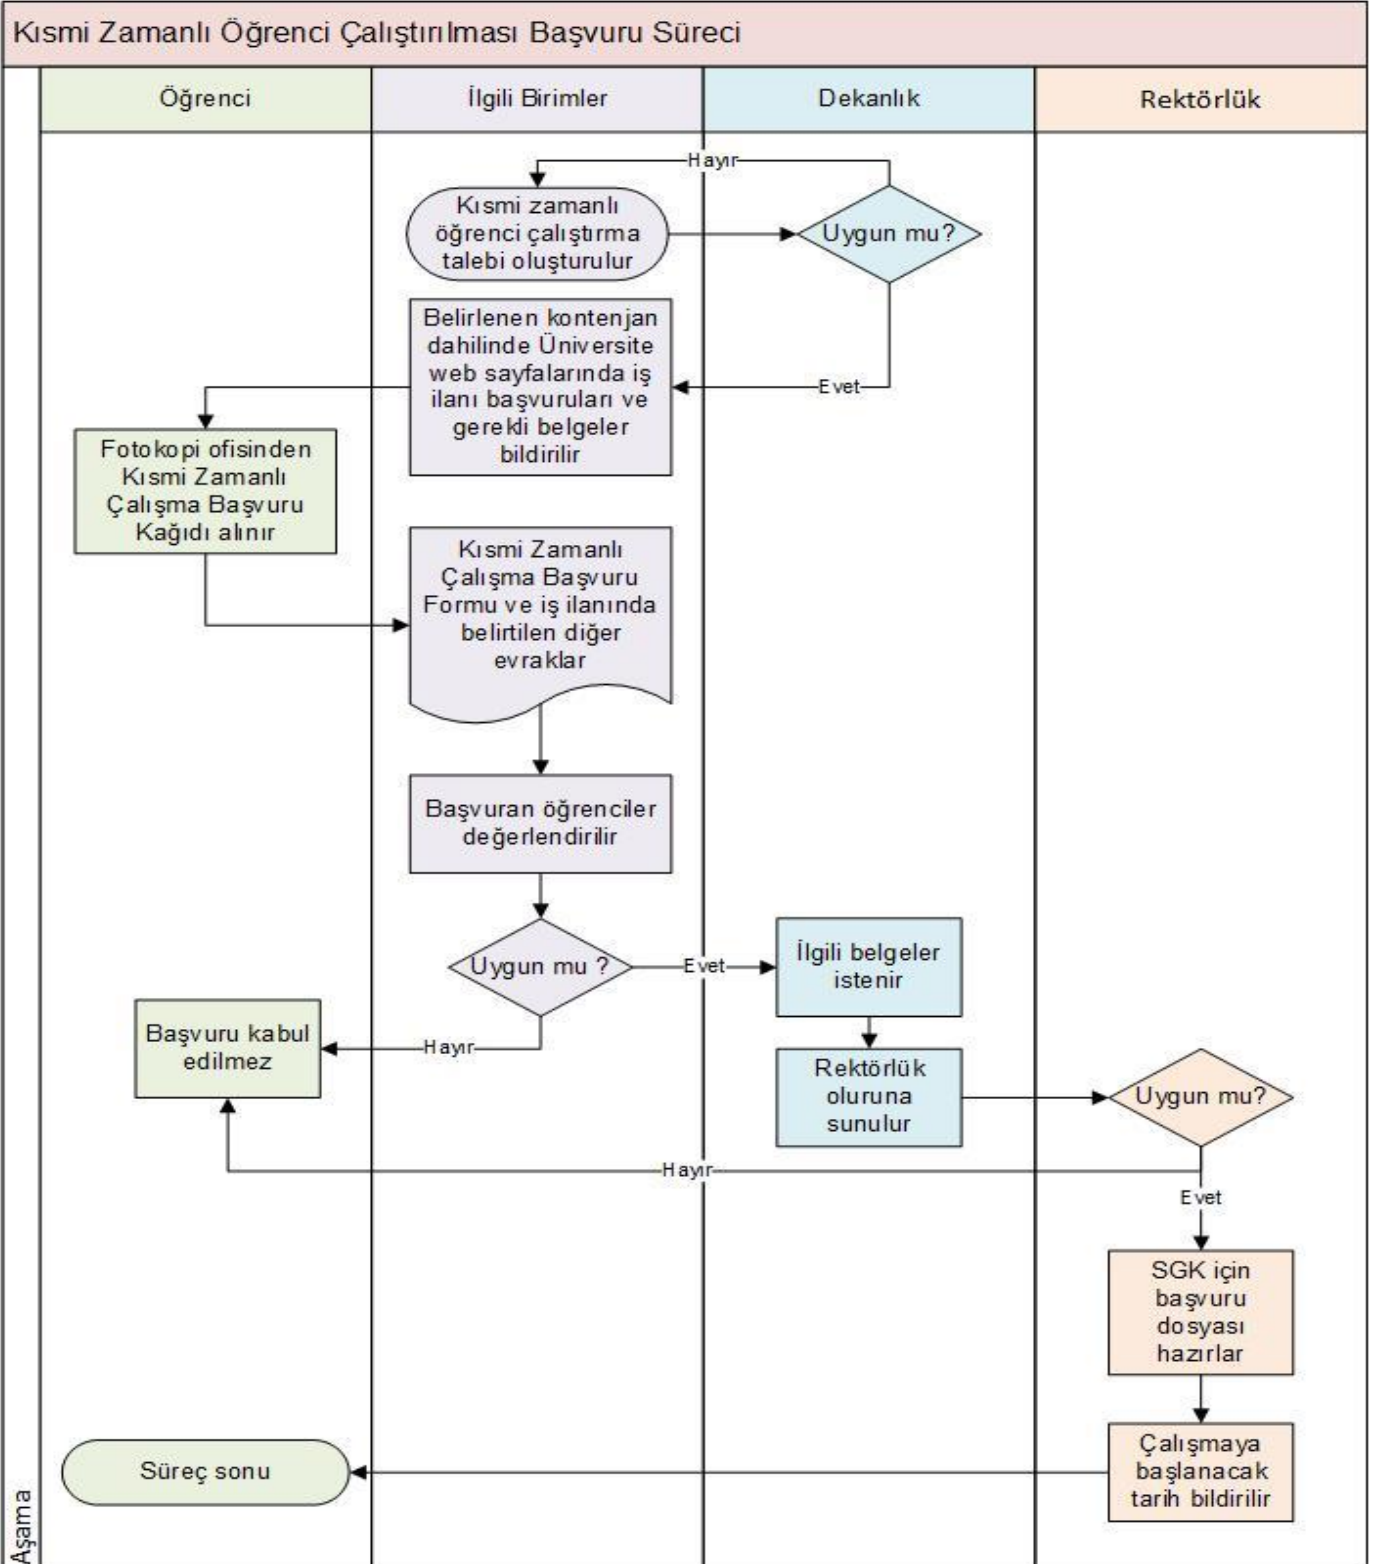 Kısmi Zamanlı Öğrenci Çalıştırılması Başvuru Süreci
Öğrenci
İlgili Birimler
Dekanlık
Rektörlük
Hayır
Kısmi zamanlı
öğrenci çalıştırma
talebi oluşturulur
Uygun mu?
Belirlenen kontenjan
dahilinde Üniversite
web sayfalarında iş
ilanı başvuruları ve
gerekli belgeler
bildirilir
Evet
Fotokopi ofisinden
Kısmi Zamanlı
Çalışma Başvuru
Kağıdı alınır
Kısmi Zamanlı
Çalışma Başvuru
Formu ve iş ilanında
belirtilen diğer
evraklar
Başvuran öğrenciler
değerlendirilir
Uygun mu ?
Evet
İlgili belgeler
istenir
Hayır
Başvuru kabul
edilmez
Rektörlük
oluruna
sunulur
Uygun mu?
Hayır
Evet
SGK için
başvuru
dosyası
hazırlar
Çalışmaya
başlanacak
tarih bildirilir
Süreç sonu
Aşama